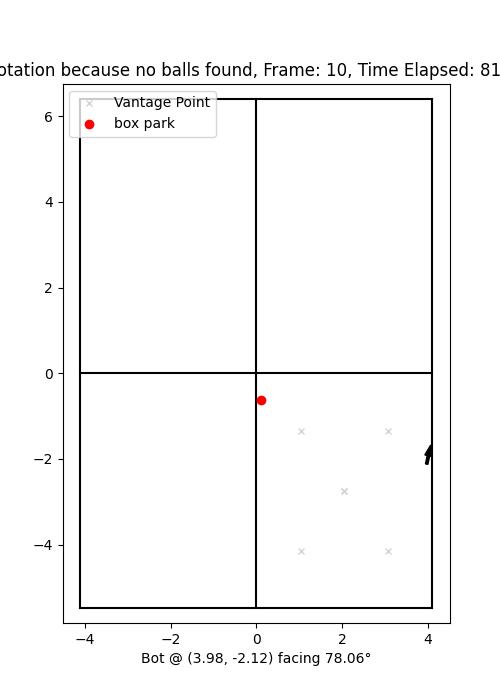 otation because no balls found, Frame: 10, Time Elapsed: 81
Vantage Point
box park
6
4
2
0
−2
−4
−4
−2
0
2
4
Bot @ (3.98, -2.12) facing 78.06°